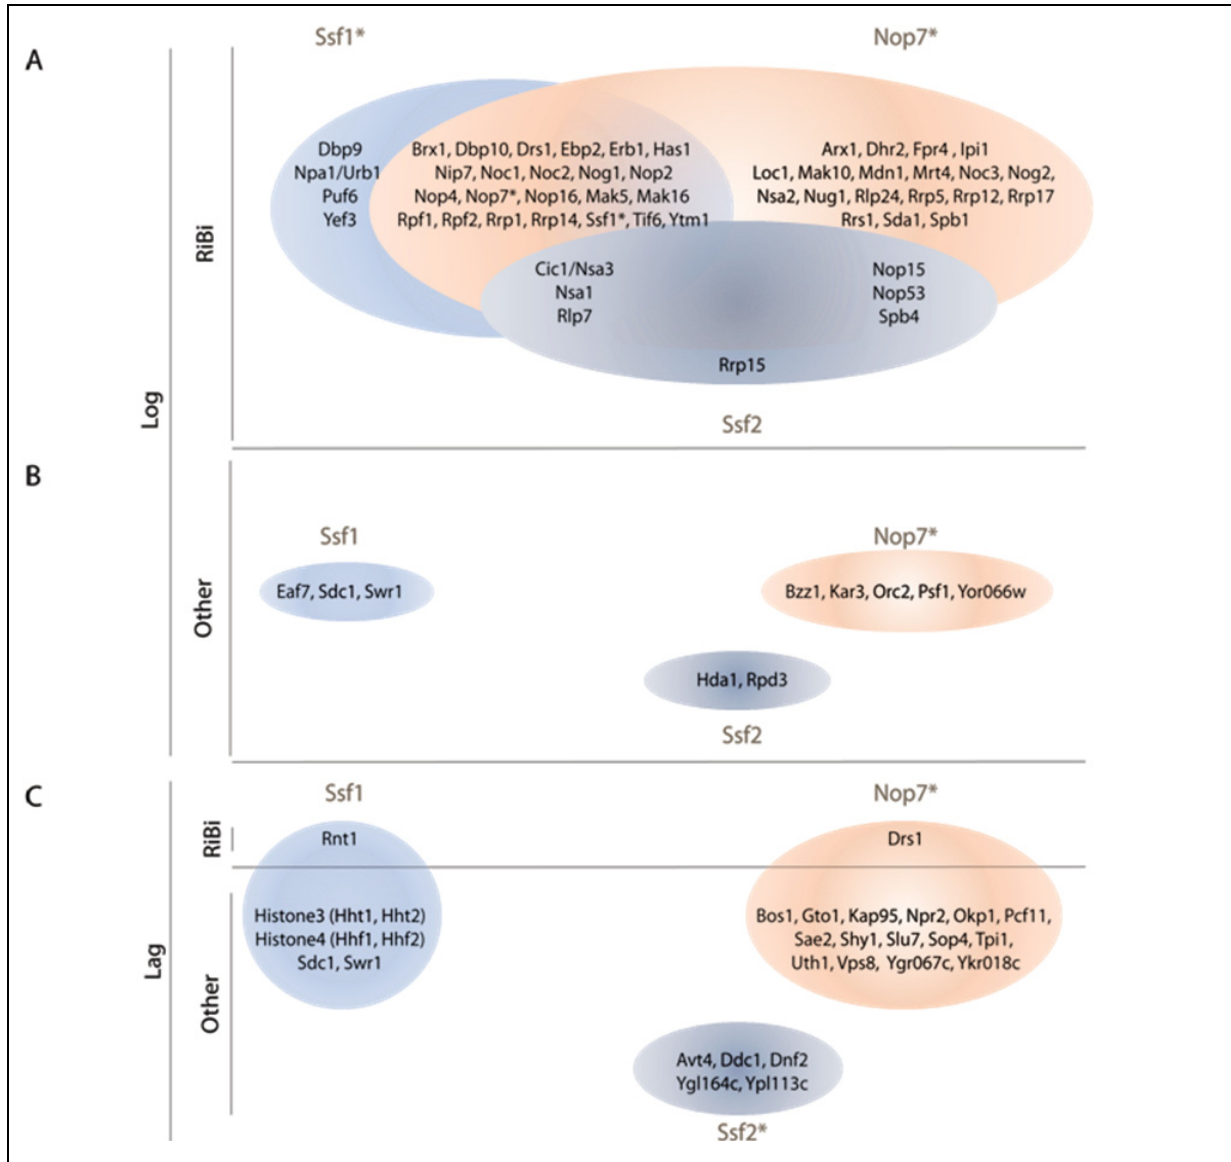 A
Ssf1*
Nop7*
Log
RiBi
Dbp9
Npa1/Urb1
Puf6
Yef3
Brx1, Dbp10, Drs1, Ebp2, Erb1, Has1
Nip7, Noc1, Noc2, Nog1, Nop2
Nop4, Nop7*, Nop16, Mak5, Mak16
Rpf1, Rpf2, Rrp1, Rrp14, Ssf1*, Tif6, Ytm1
Arx1, Dhr2, Fpr4 , Ipi1
Loc1, Mak10, Mdn1, Mrt4, Noc3, Nog2,
Nsa2, Nug1, Rlp24, Rrp5, Rrp12, Rrp17
Rrs1, Sda1, Spb1
Cic1/Nsa3
Nsa1
Rlp7
Nop15
Nop53
Spb4
Rrp15
Ssf2
B
Other
Ssf1
Nop7*
Eaf7, Sdc1, Swr1
Bzz1, Kar3, Orc2, Psf1, Yor066w
Hda1, Rpd3
Ssf2
C
Lag
Ssf1
Nop7*
RiBi
Rnt1
Drs1
Other
Histone3 (Hht1, Hht2)
Histone4 (Hhf1, Hhf2)
Sdc1, Swr1
Bos1, Gto1, Kap95, Npr2, Okp1, Pcf11,
Sae2, Shy1, Slu7, Sop4, Tpi1,
Uth1, Vps8, Ygr067c, Ykr018c
Avt4, Ddc1, Dnf2
Ygl164c, Ypl113c
Ssf2*